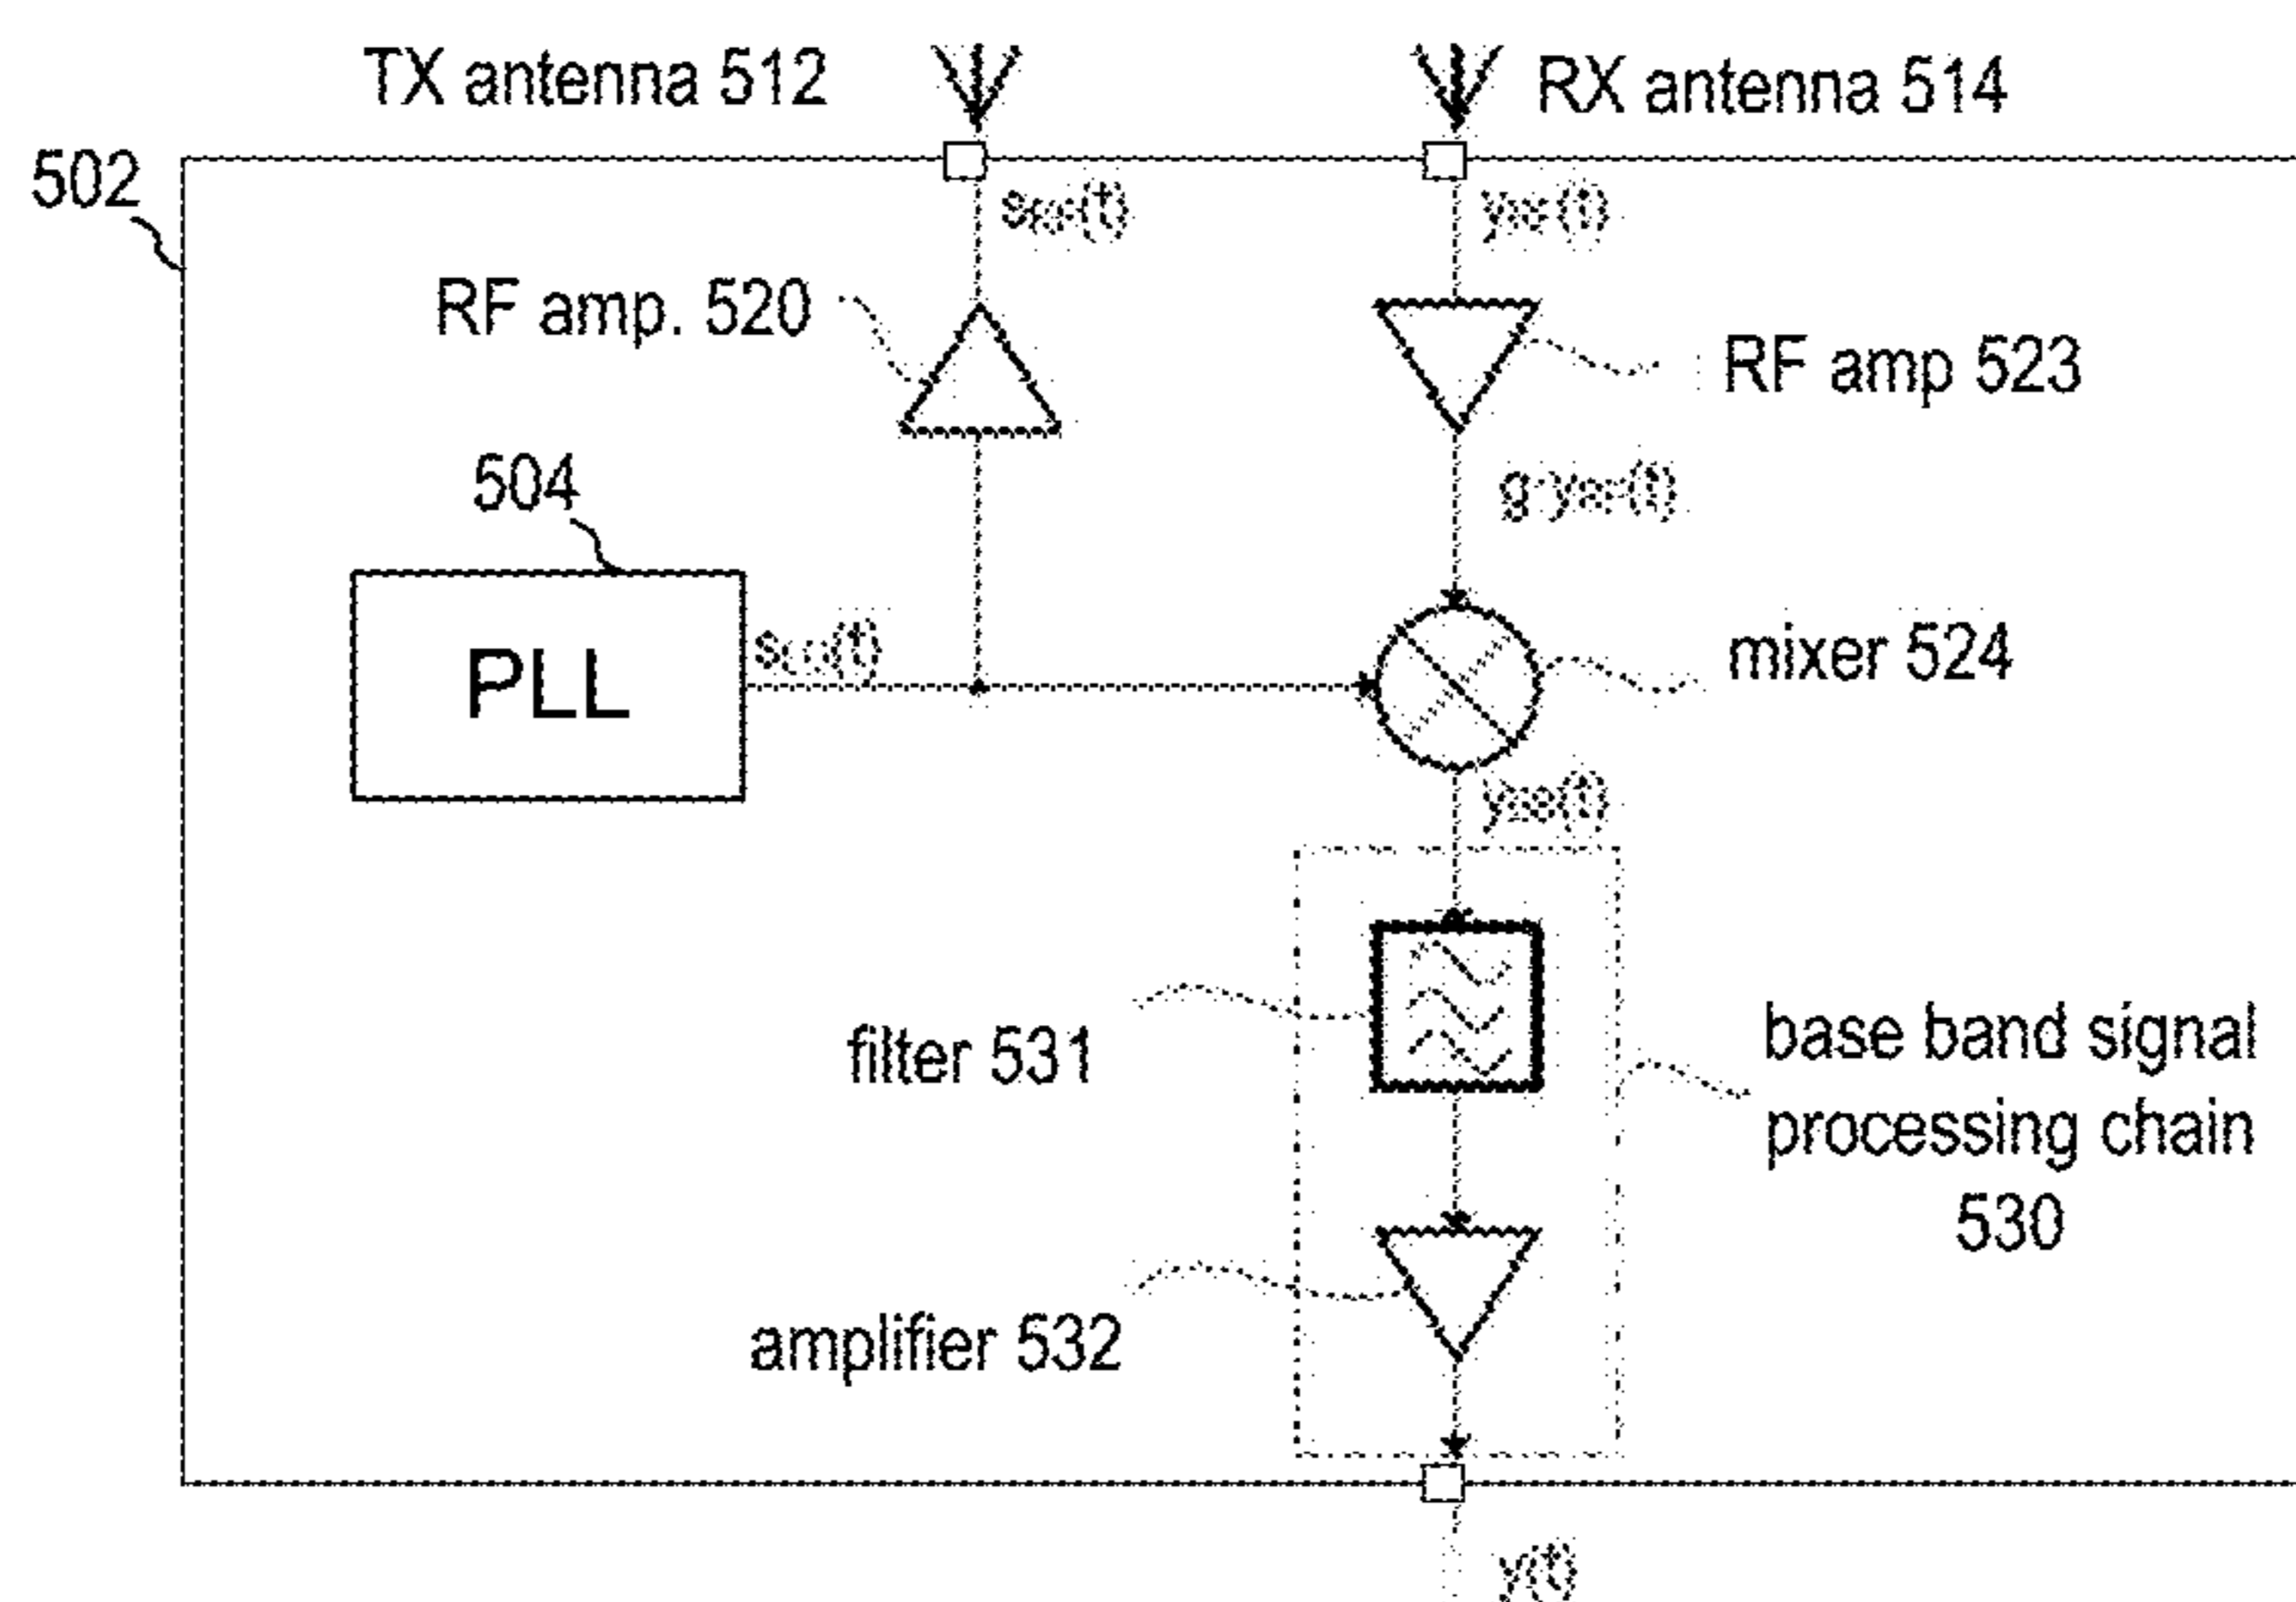 TX antenna 512
RX antenna 514
502
RF amp. 520
RF amp 523
504
PLL
mixer 524
filter 531
base band signal
processing chain
530
amplifier 532
y(t)